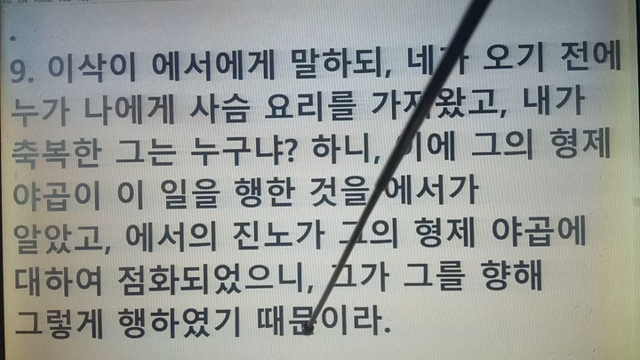 9. 이삭이 에서에게 말하되, 네가 오기 전에
누가 나에게 사슴 요리를 가져왔고, 내가
축복한 그는 누구냐? 하니, 이에 그의 형제
야곱이 이 일을 행한 것을 에서가
알았고, 에서의 진노가 그의 형제 야곱에
대하여 점화되었으니, 그가 그를 향해
그렇게 행하였기 때문이라.